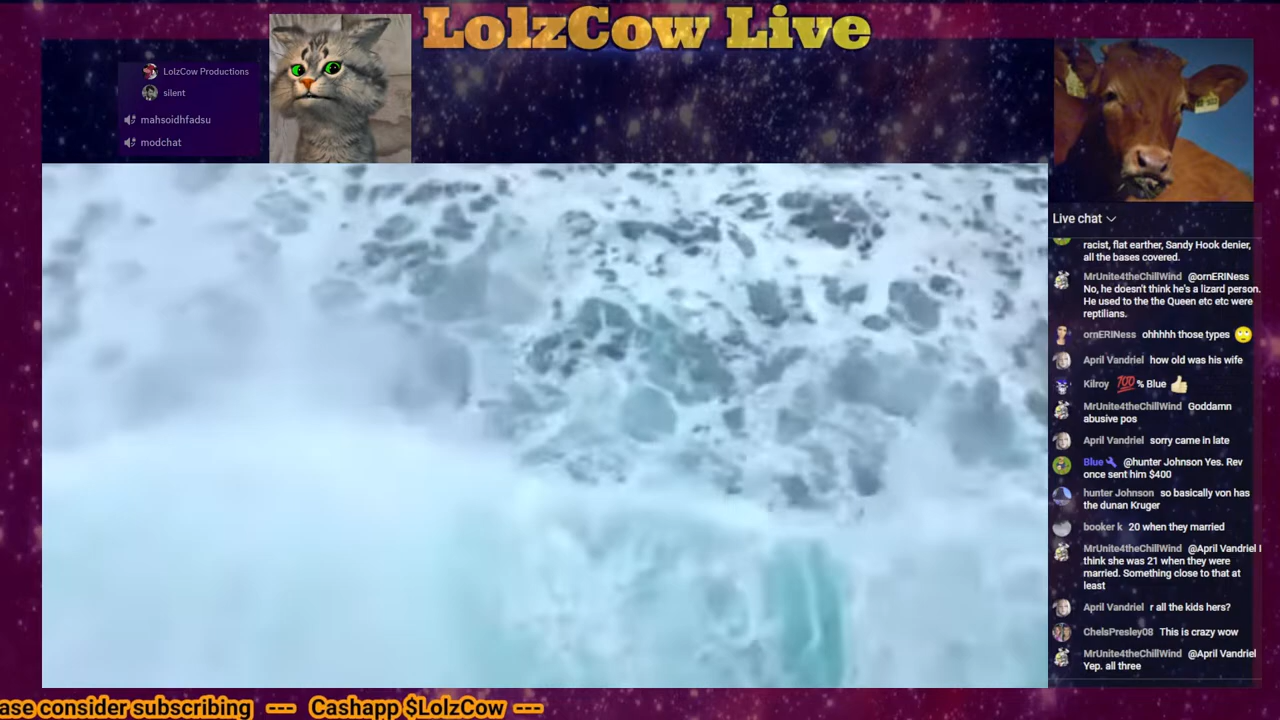 LolzCow Live
LolzCow Productions
silent
mahsoidhfadsu
modchat
Live chat
racist, flat earther, Sandy Hook denier,
all the bases covered.
MrUnite4theChillWind @ornERINess
No, he doesn't think he's a lizard person.
He used to the the Queen etc etc were
reptilians.
ornERINess ohhhhh those types
April Vandriel how old was his wife
Kilroy 💯 % Blue
MrUnite4theChillWind Goddamn
abusive pos
April Vandriel sorry came in late
Blue @hunter Johnson Yes. Rev
once sent him $400
hunter Johnson so basically von has
the dunan Kruger
booker k 20 when they married
MrUnite4theChillWind @April Vandriel I
think she was 21 when they were
married. Something close to that at
least
April Vandriel r all the kids hers?
ChelsPresley08 This is crazy wow
MrUnite4theChillWind @April Vandriel
Yep. all three
ase consider subscribing --- Cashapp $LolzCow ---